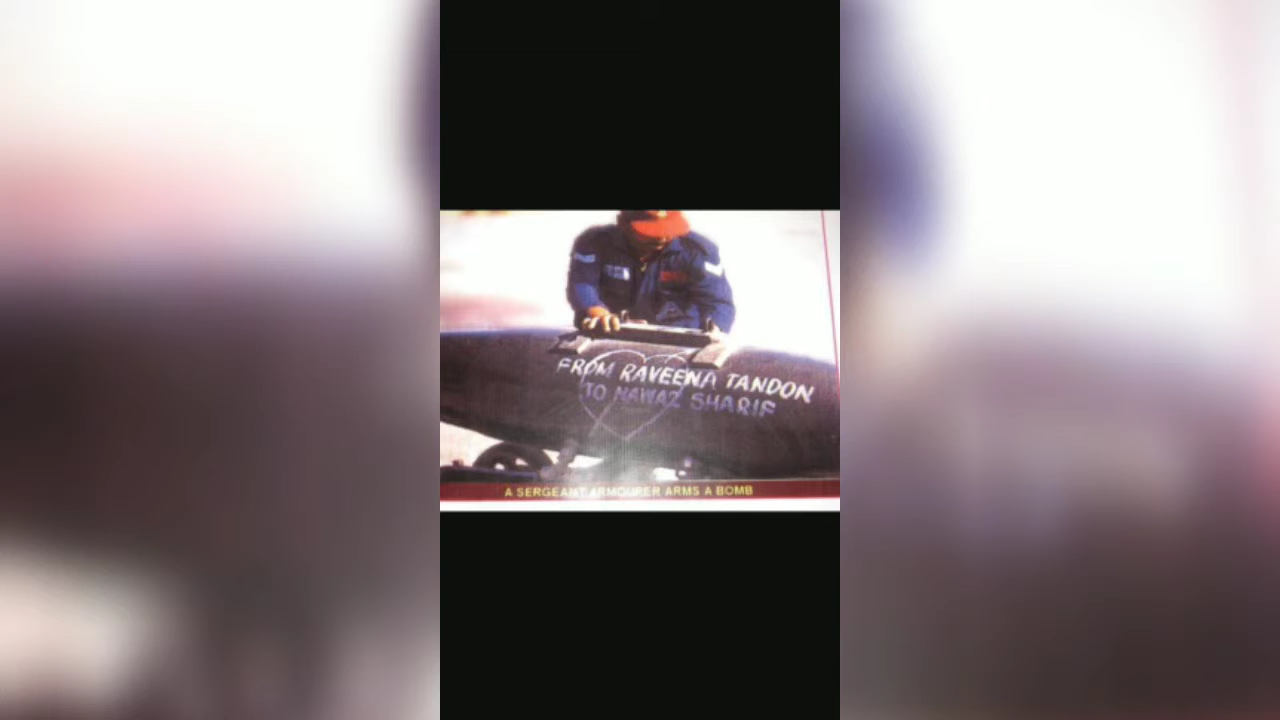 FROM RAVEENA TANDON
TO NAWAZ SHARIF
A SERGEANT ARMOURER ARMS A BOMB